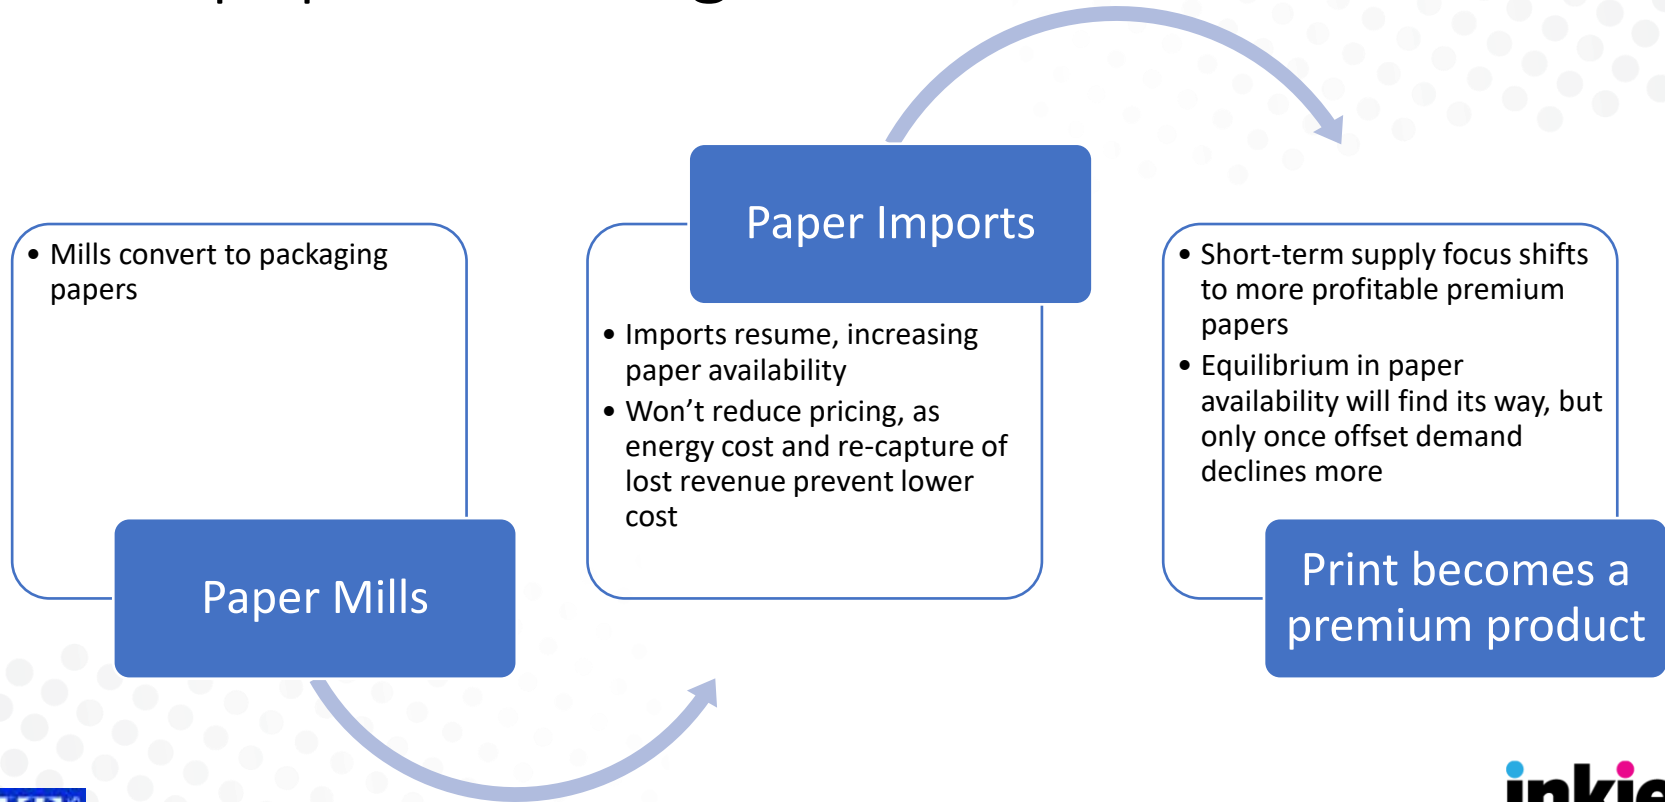 • Mills convert to packaging
papers
Paper Mills
Paper Imports
• Imports resume, increasing
paper availability
• Won’t reduce pricing, as
energy cost and re-capture of
lost revenue prevent lower
cost
• Short-term supply focus shifts
to more profitable premium
papers
• Equilibrium in paper
availability will find its way, but
only once offset demand
declines more
Print becomes a
premium product
inkie